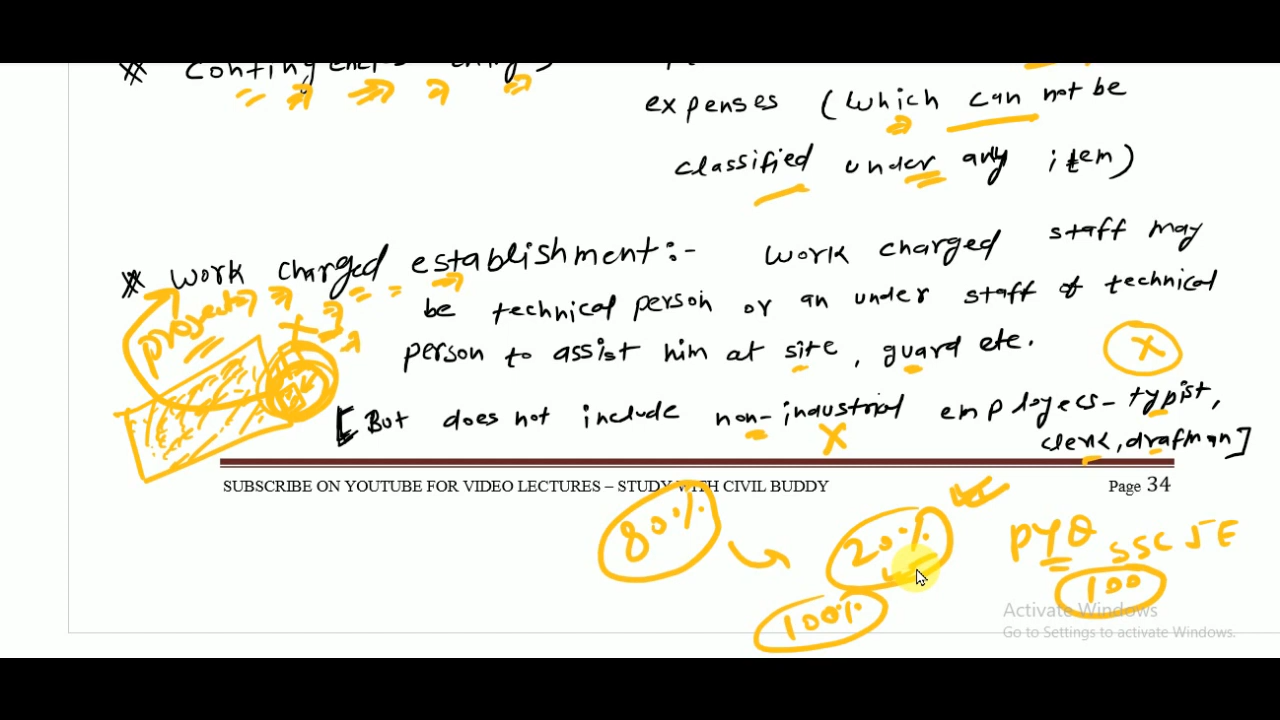 expenses (which can not be
classified under any item)
Work charged establishment:- Work charged staff may
be technical person or an under staff of technical
person to assist him at site, guard etc.
projects
X
[But does not include non-industrial employees-typist,
X
clerk, drafman]
SUBSCRIBE ON YOUTUBE FOR VIDEO LECTURES – STUDY WITH CIVIL BUDDY Page 34
80%
20%
PYQ SSC JE
100
100%
Activate Windows
Go to Settings to activate Windows.